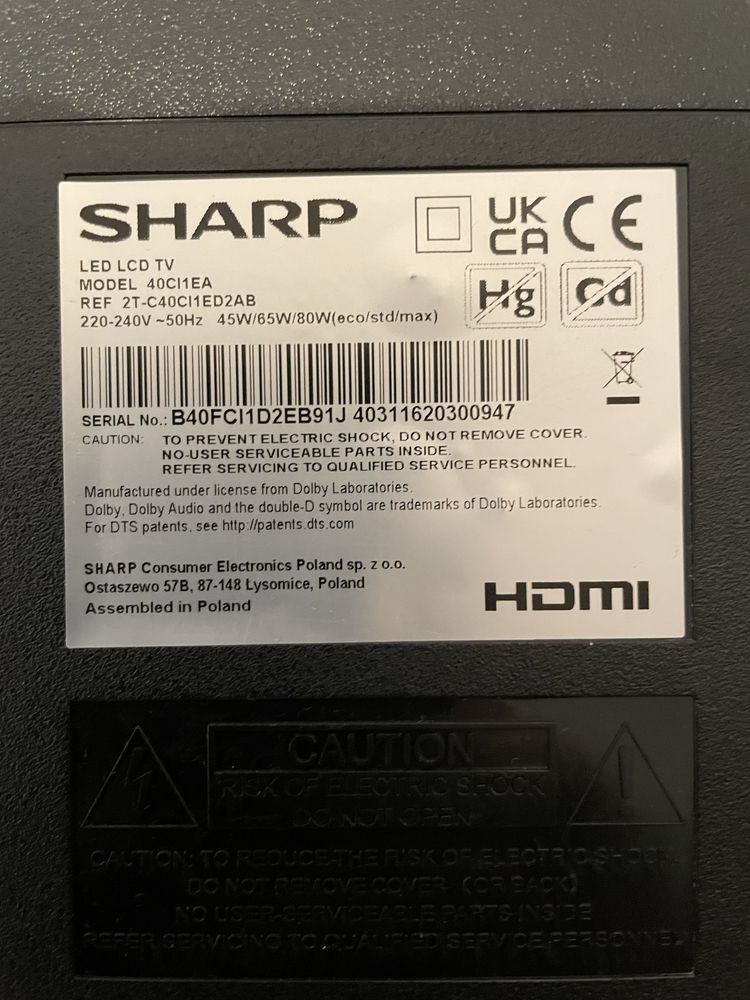 SHARP
UK
CA
CE
LED LCD TV
MODEL 40CI1EA
REF 2T-C40CI1ED2AB
220-240V ~50Hz 45W/65W/80W(eco/std/max)
Hg
Cd
SERIAL No.: B40FCI1D2EB91J 40311620300947
CAUTION: TO PREVENT ELECTRIC SHOCK, DO NOT REMOVE COVER.
NO-USER SERVICEABLE PARTS INSIDE.
REFER SERVICING TO QUALIFIED SERVICE PERSONNEL.
Manufactured under license from Dolby Laboratories.
Dolby, Dolby Audio and the double-D symbol are trademarks of Dolby Laboratories.
For DTS patents, see http://patents.dts.com
SHARP Consumer Electronics Poland sp. z o.o.
Ostaszewo 57B, 87-148 Łysomice, Poland
Assembled in Poland
HDMI
CAUTION
RISK OF ELECTRIC SHOCK
DO NOT OPEN
CAUTION: TO REDUCE THE RISK OF ELECTRIC SHOCK,
DO NOT REMOVE COVER (OR BACK)
NO USER-SERVICEABLE PARTS INSIDE
REFER SERVICING TO QUALIFIED SERVICE PERSONNEL